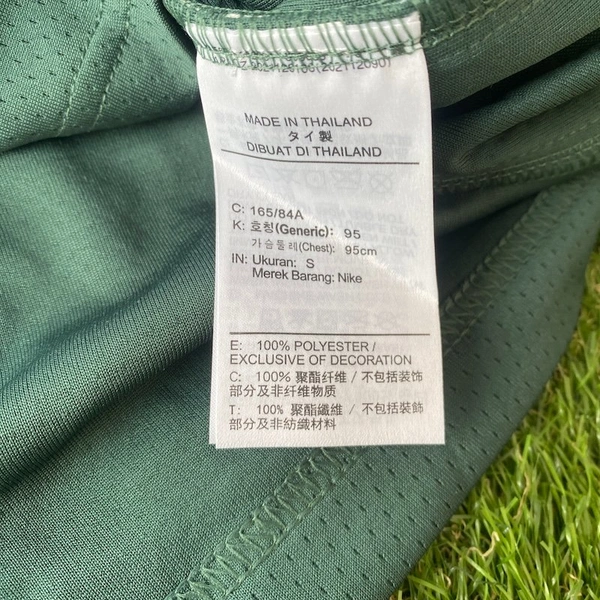 MADE IN THAILAND
タイ製
DIBUAT DI THAILAND
C: 165/84A
K: 호칭(Generic): 95
가슴둘레(Chest): 95cm
IN: Ukuran: S
Merek Barang: Nike
E: 100% POLYESTER /
EXCLUSIVE OF DECORATION
C: 100% 聚酯纤维 / 不包括装饰
部分及非纤维物质
T: 100% 聚酯纖維 / 不包括裝飾
部分及非紡織材料